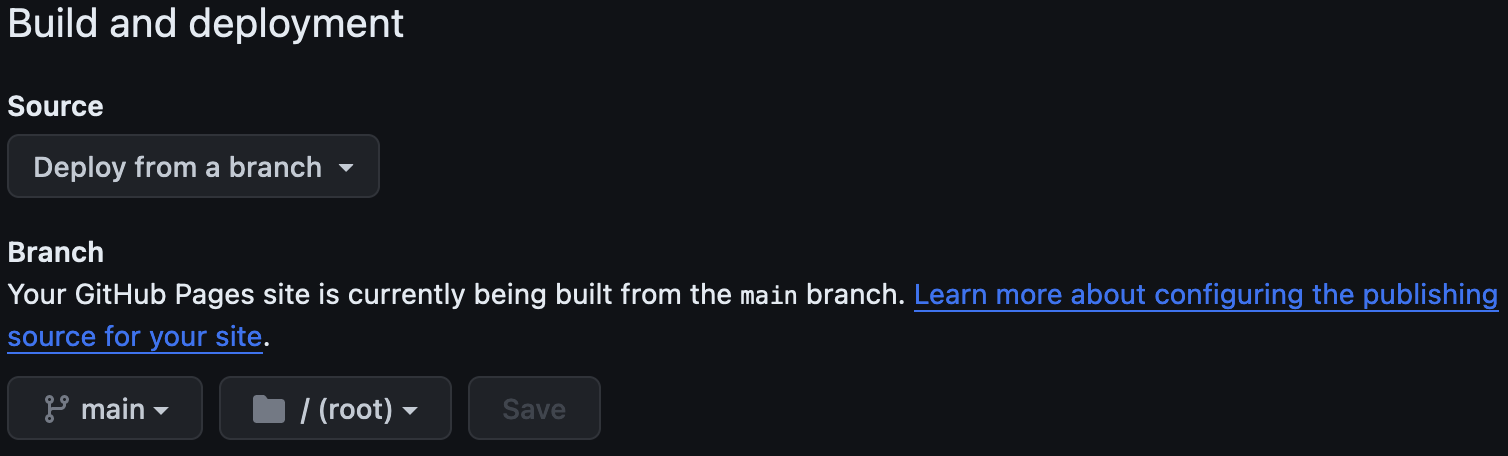 Build and deployment
Source
Deploy from a branch
Branch
Your GitHub Pages site is currently being built from the main branch. Learn more about configuring the publishing
source for your site.
main
/ (root)
Save